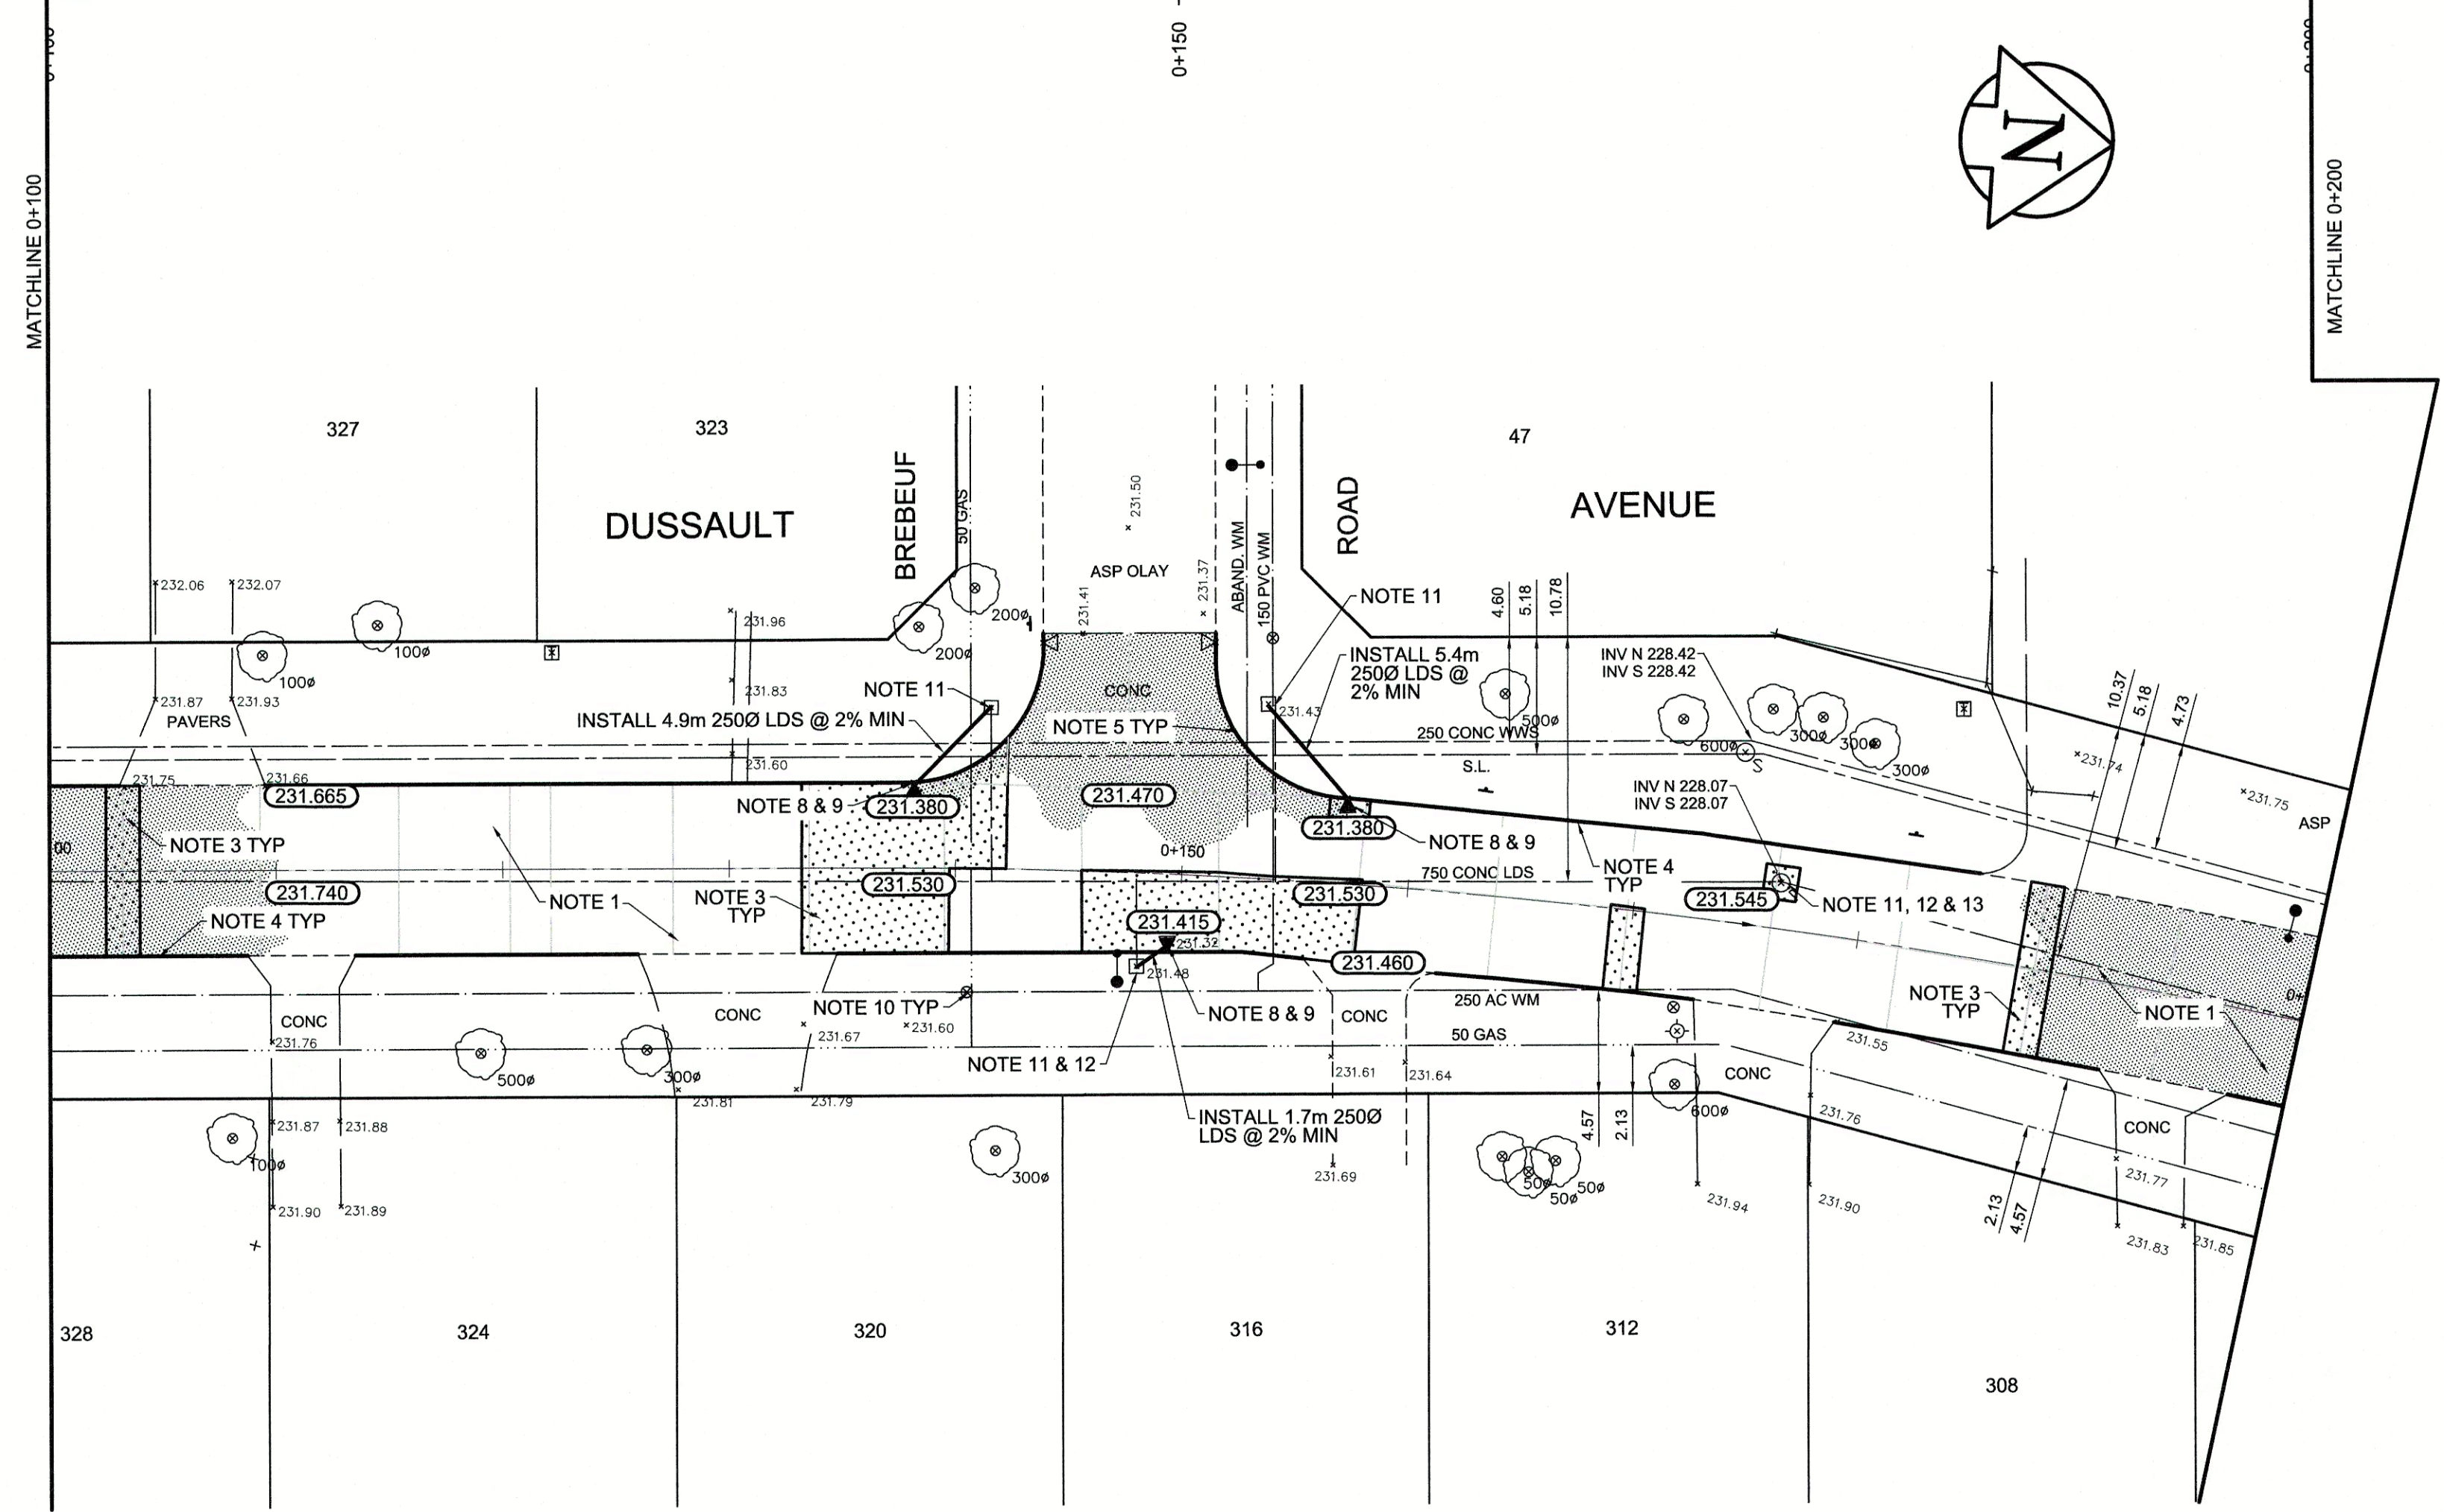 0+150
N
MATCHLINE 0+100
MATCHLINE 0+200
327
323
47
DUSSAULT
BREBEUF
50 GAS
231.50
ROAD
AVENUE
ASP OLAY
231.41
231.37
ABAND. WM
150 PVC WM
NOTE 11
4.60
5.18
10.78
232.06
232.07
231.96
200ø
200ø
100ø
100ø
231.87
231.93
PAVERS
231.83
NOTE 11
INSTALL 4.9m 250Ø LDS @ 2% MIN
CONC
NOTE 5 TYP
231.43
INSTALL 5.4m
250Ø LDS @
2% MIN
500ø
250 CONC WWS
S.L.
INV N 228.42
INV S 228.42
600ø
300ø
300ø
300ø
S
INV N 228.07
INV S 228.07
10.37
5.18
4.73
231.74
231.75
ASP
231.75
231.66
231.60
231.665
NOTE 8 & 9
231.380
231.470
231.380
NOTE 8 & 9
NOTE 3 TYP
00
0+150
231.740
NOTE 4 TYP
NOTE 1
NOTE 3
TYP
231.530
231.530
750 CONC LDS
NOTE 4
TYP
231.545
NOTE 11, 12 & 13
231.415
231.32
231.48
231.460
CONC
231.76
CONC
NOTE 10 TYP
231.67
231.60
NOTE 8 & 9
CONC
250 AC WM
50 GAS
NOTE 3
TYP
NOTE 1
0+
231.55
500ø
300ø
NOTE 11 & 12
231.61
231.64
CONC
231.81
231.79
INSTALL 1.7m 250Ø
LDS @ 2% MIN
4.57
2.13
600ø
231.76
CONC
231.87
231.88
100ø
300ø
231.69
50ø
50ø
50ø
231.94
231.90
231.77
2.13
4.57
231.90
231.89
231.83
231.85
328
324
320
316
312
308